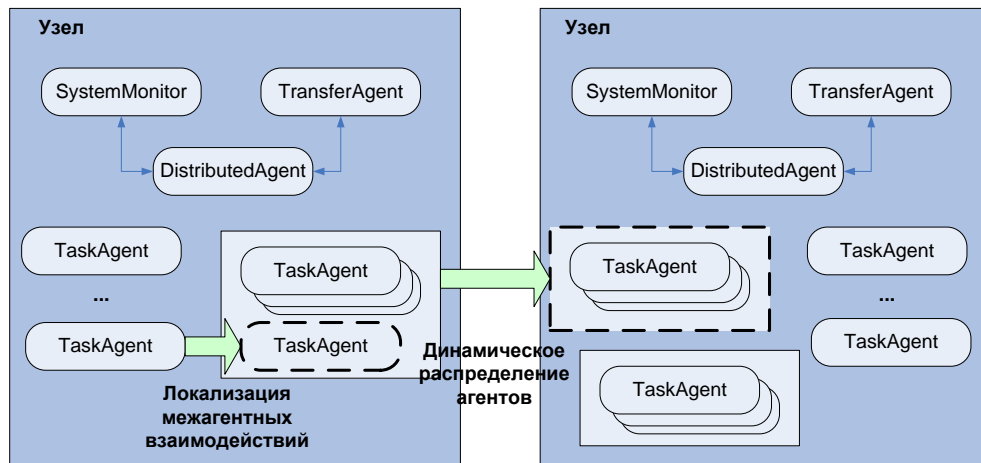 Узел
SystemMonitor
TransferAgent
DistributedAgent
TaskAgent
...
TaskAgent
TaskAgent
TaskAgent
Локализация
межагентных
взаимодействий
Динамическое
распределение
агентов
Узел
SystemMonitor
TransferAgent
DistributedAgent
TaskAgent
TaskAgent
...
TaskAgent
TaskAgent